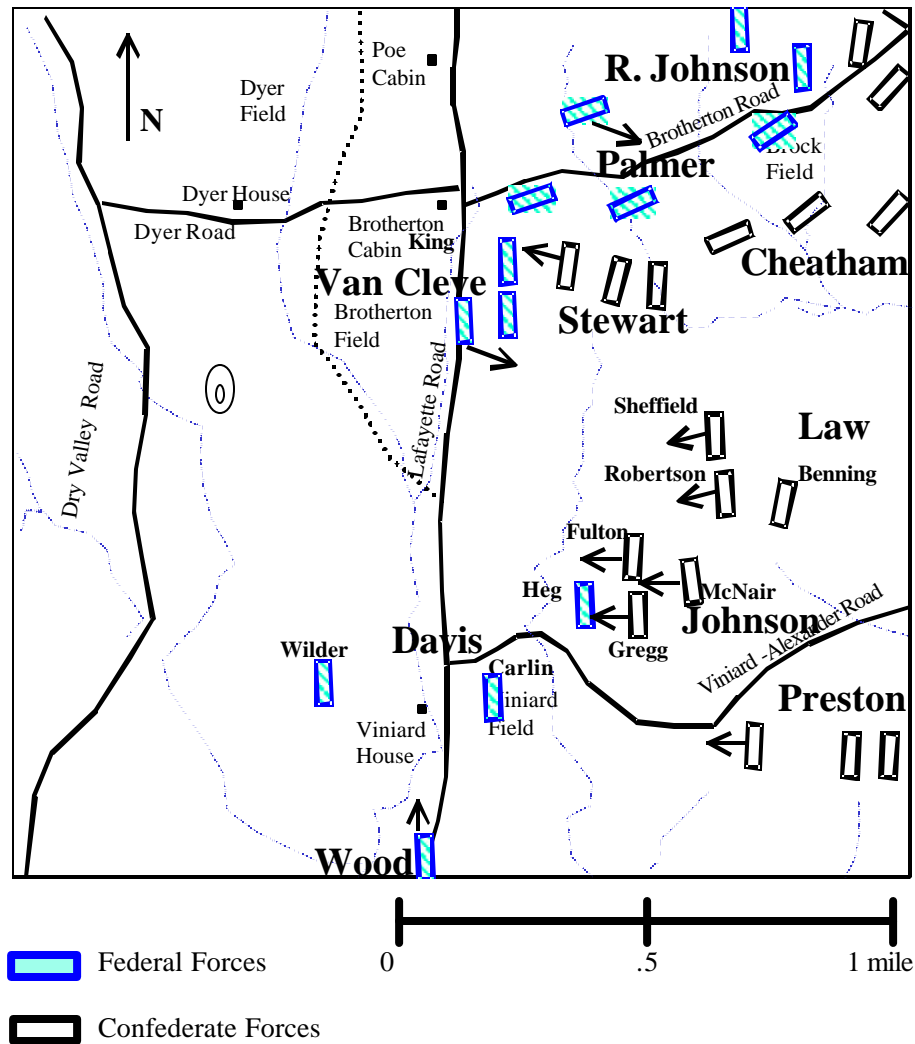 Poe
Cabin
R. Johnson
Dyer
Field
N
Brotherton Road
Palmer
Brock
Field
Dyer House
Dyer Road
Brotherton
Cabin
King
Van Cleve
Cheatham
Brotherton
Field
Stewart
Lafayette Road
Dry Valley Road
Sheffield
Law
Robertson
Benning
Fulton
Heg
McNair
Johnson
Davis
Gregg
Viniard -Alexander Road
Wilder
Carlin
Viniard
Field
Preston
Viniard
House
Wood
0
.5
1 mile
Federal Forces
Confederate Forces